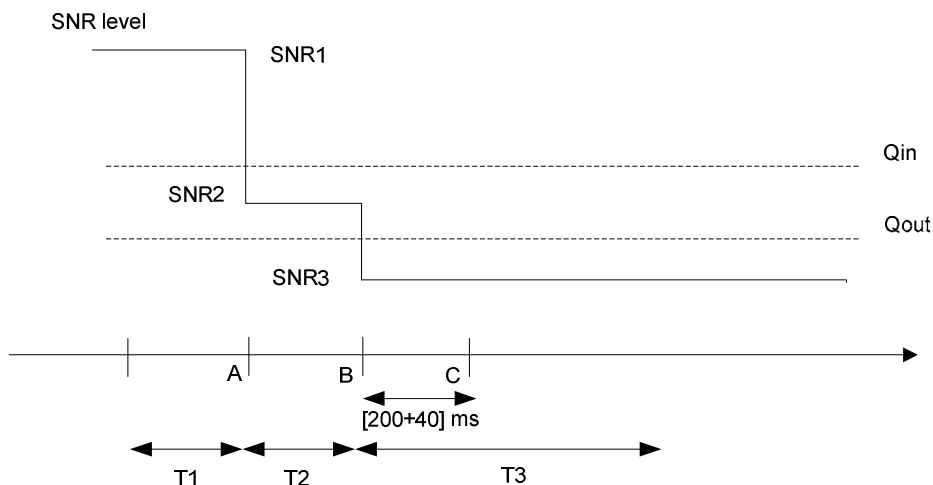 SNR level
SNR1
Qin
SNR2
Qout
SNR3
A
B
C
[200+40] ms
T1
T2
T3